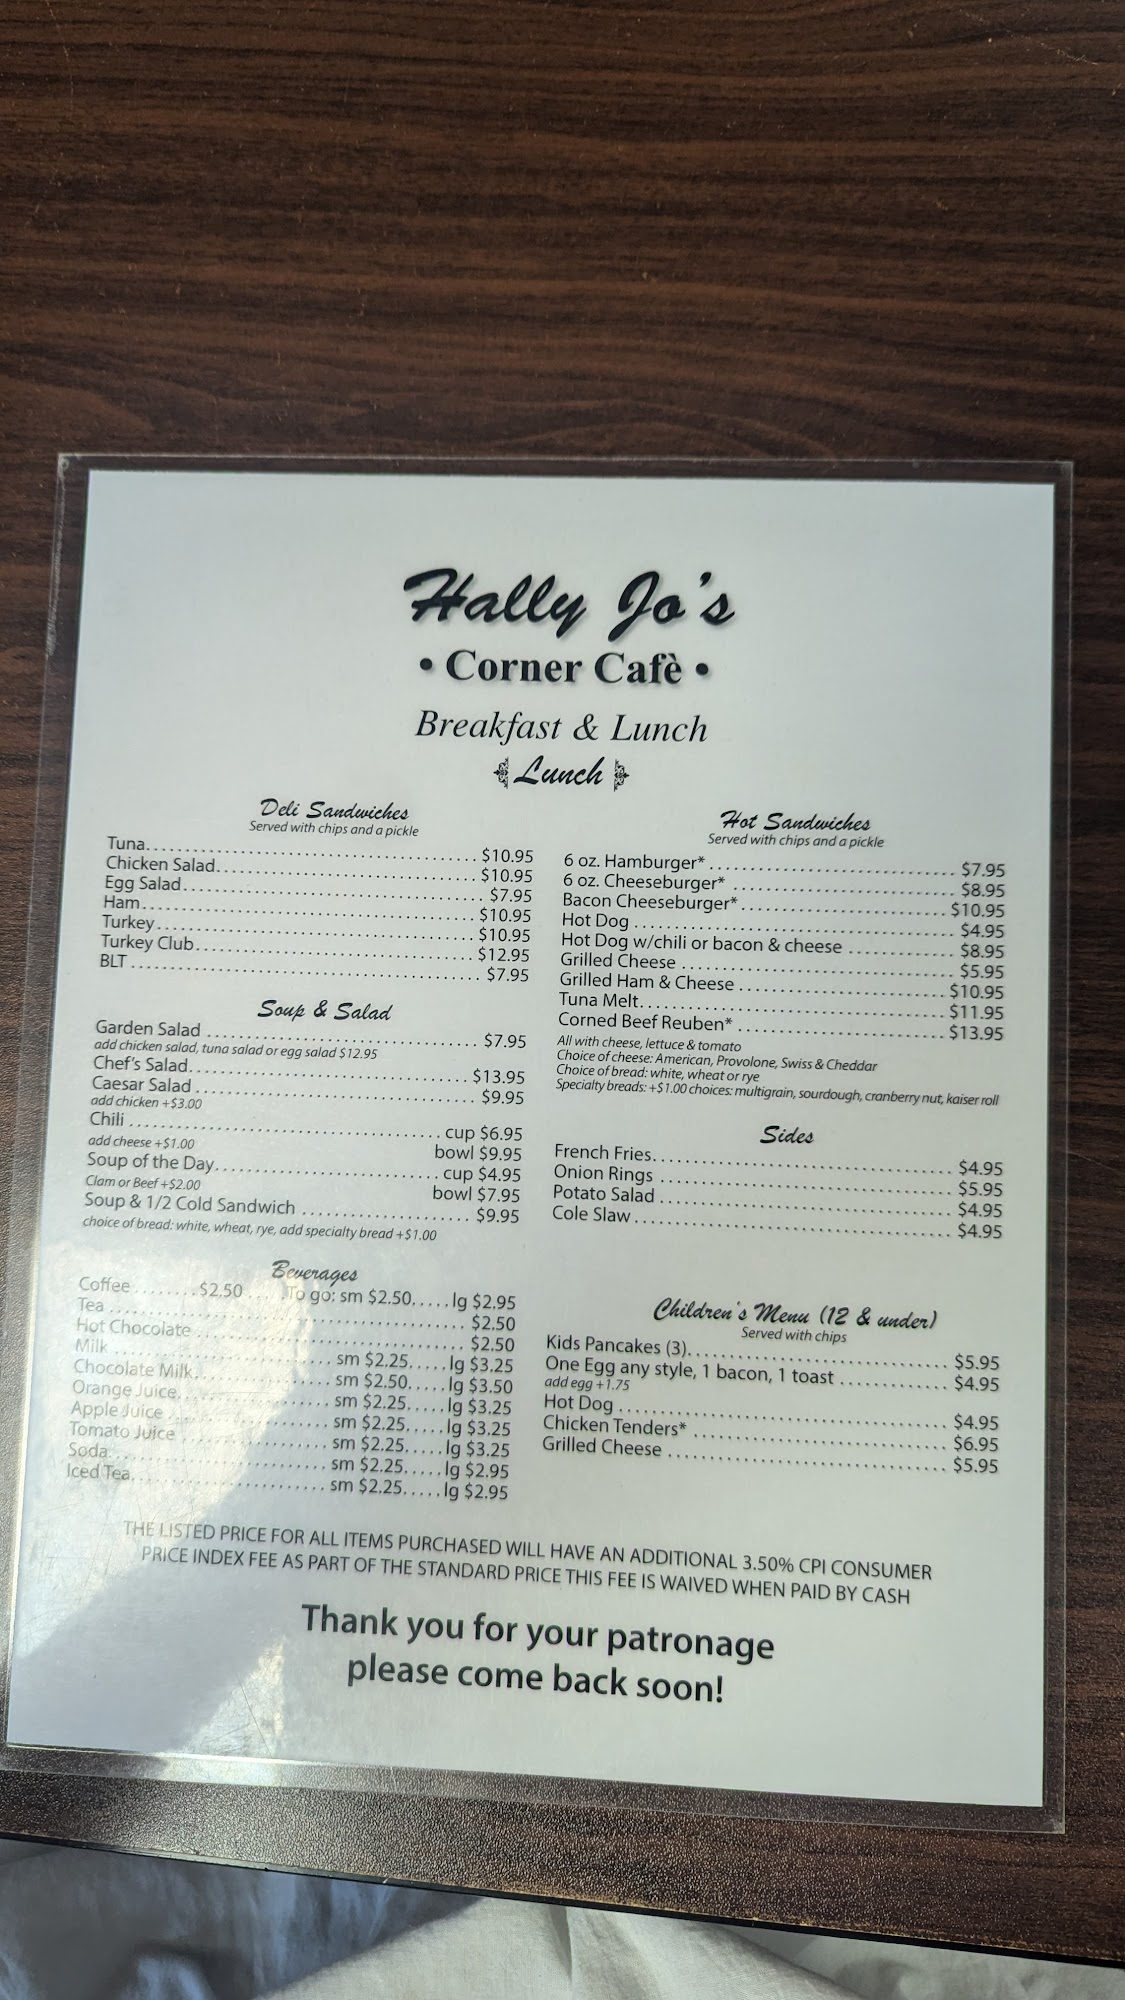 Hally Jo's
• Corner Cafè •
Breakfast & Lunch
Lunch
Deli Sandwiches
Served with chips and a pickle
Tuna.......... $10.95
Chicken Salad.......... $10.95
Egg Salad.......... $7.95
Ham.......... $10.95
Turkey.......... $10.95
Turkey Club.......... $12.95
BLT .......... $7.95
Soup & Salad
Garden Salad .......... $7.95
add chicken salad, tuna salad or egg salad $12.95
Chef's Salad.......... $13.95
Caesar Salad .......... $9.95
add chicken +$3.00
Chili .......... cup $6.95
add cheese +$1.00 bowl $9.95
Soup of the Day.......... cup $4.95
Clam or Beef +$2.00 bowl $7.95
Soup & 1/2 Cold Sandwich .......... $9.95
choice of bread: white, wheat, rye, add specialty bread +$1.00
Beverages
Coffee ........$2.50.... To go: sm $2.50.....lg $2.95
Tea .......... $2.50
Hot Chocolate .......... $2.50
Milk .......... sm $2.25.....lg $3.25
Chocolate Milk.......... sm $2.50.....lg $3.50
Orange Juice.......... sm $2.25.....lg $3.25
Apple Juice .......... sm $2.25.....lg $3.25
Tomato Juice .......... sm $2.25.....lg $3.25
Soda.......... sm $2.25.....lg $2.95
Iced Tea.......... sm $2.25.....lg $2.95
Hot Sandwiches
Served with chips and a pickle
6 oz. Hamburger* .......... $7.95
6 oz. Cheeseburger* .......... $8.95
Bacon Cheeseburger* .......... $10.95
Hot Dog .......... $4.95
Hot Dog w/chili or bacon & cheese .......... $8.95
Grilled Cheese .......... $5.95
Grilled Ham & Cheese .......... $10.95
Tuna Melt.......... $11.95
Corned Beef Reuben* .......... $13.95
All with cheese, lettuce & tomato
Choice of cheese: American, Provolone, Swiss & Cheddar
Choice of bread: white, wheat or rye
Specialty breads: +$1.00 choices: multigrain, sourdough, cranberry nut, kaiser roll
Sides
French Fries.......... $4.95
Onion Rings .......... $5.95
Potato Salad .......... $4.95
Cole Slaw .......... $4.95
Children's Menu (12 & under)
Served with chips
Kids Pancakes (3).......... $5.95
One Egg any style, 1 bacon, 1 toast .......... $4.95
add egg +1.75
Hot Dog .......... $4.95
Chicken Tenders* .......... $6.95
Grilled Cheese .......... $5.95
THE LISTED PRICE FOR ALL ITEMS PURCHASED WILL HAVE AN ADDITIONAL 3.50% CPI CONSUMER
PRICE INDEX FEE AS PART OF THE STANDARD PRICE THIS FEE IS WAIVED WHEN PAID BY CASH
Thank you for your patronage
please come back soon!